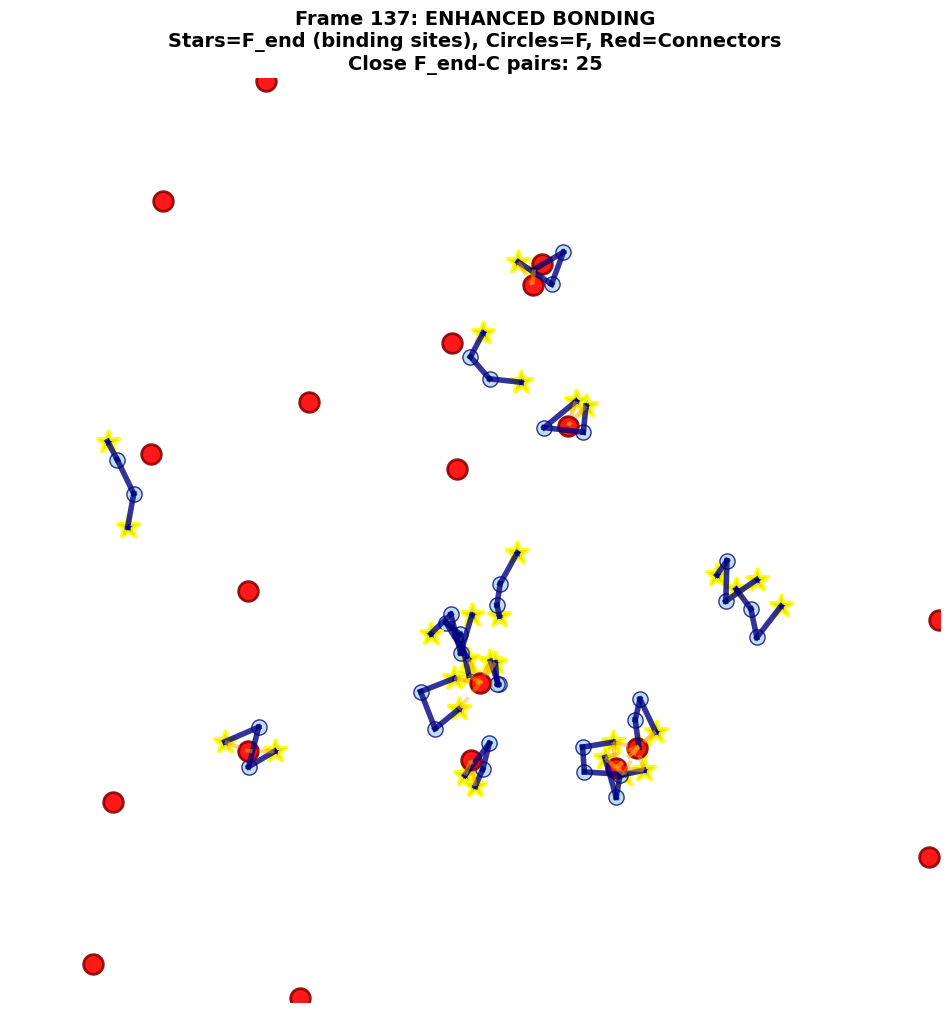 Frame 137: ENHANCED BONDING
Stars=F_end (binding sites), Circles=F, Red=Connectors
Close F_end-C pairs: 25